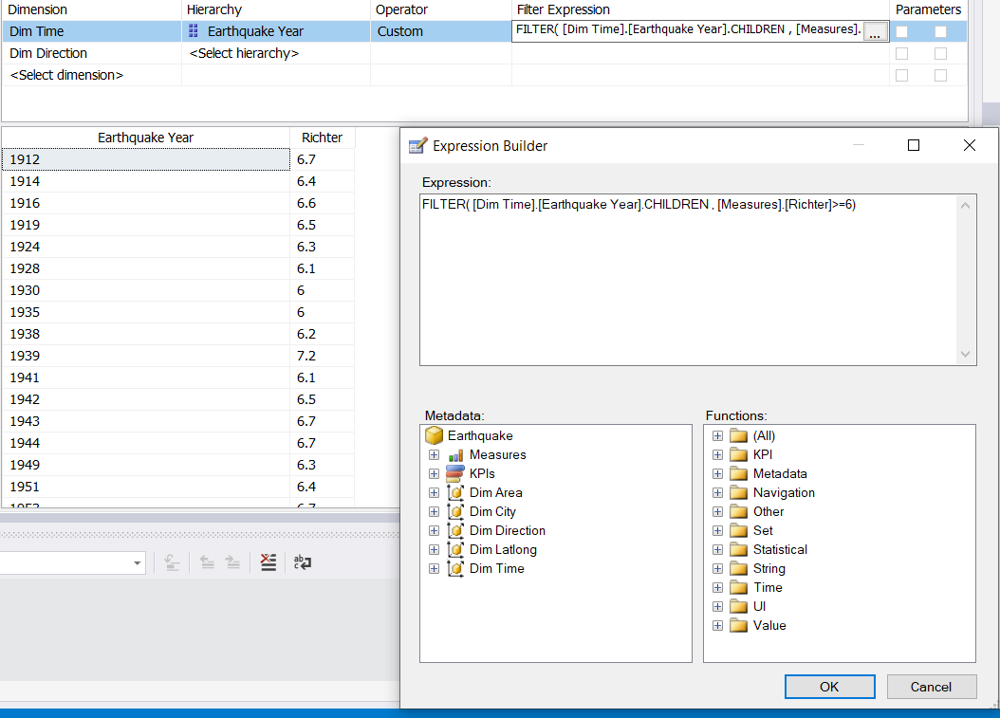 Dimension Hierarchy Operator Filter Expression Parameters
Dim Time Earthquake Year Custom FILTER( [Dim Time].[Earthquake Year].CHILDREN , [Measures]. ...
Dim Direction <Select hierarchy>
<Select dimension>
Earthquake Year Richter
1912 6.7
1914 6.4
1916 6.6
1919 6.5
1924 6.3
1928 6.1
1930 6
1935 6
1938 6.2
1939 7.2
1941 6.1
1942 6.5
1943 6.7
1944 6.7
1949 6.3
1951 6.4
Expression Builder
Expression:
FILTER( [Dim Time].[Earthquake Year].CHILDREN , [Measures].[Richter]>=6)
Metadata:
Earthquake
Measures
KPIs
Dim Area
Dim City
Dim Direction
Dim Latlong
Dim Time
Functions:
(All)
KPI
Metadata
Navigation
Other
Set
Statistical
String
Time
UI
Value
OK Cancel